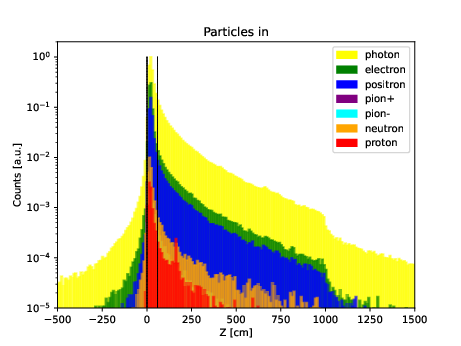 Particles in
photon
electron
positron
pion+
pion-
neutron
proton
Counts [a.u.]
10⁰
10⁻¹
10⁻²
10⁻³
10⁻⁴
10⁻⁵
−500 −250 0 250 500 750 1000 1250 1500
Z [cm]